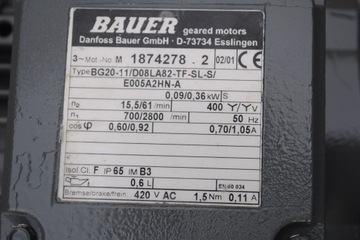 BAUER geared motors
Danfoss Bauer GmbH · D-73734 Esslingen
3~Mot.-No M 1874278 . 2 02/01 CE
Type BG20-11/D08LA82-TF-SL-S/
E005A2HN-A
0,09/0,36 kW S
n2 15,5/61 /min 400 Y/Y V
n1 700/2800 /min 50 Hz
cos φ 0,60/0,92 0,70/1,05 A
Isol Cl. F IP 65 IM B3
0,6 L EN 60 034
Bremse/brake/frein. 420 V AC 1,5 Nm 0,11 A